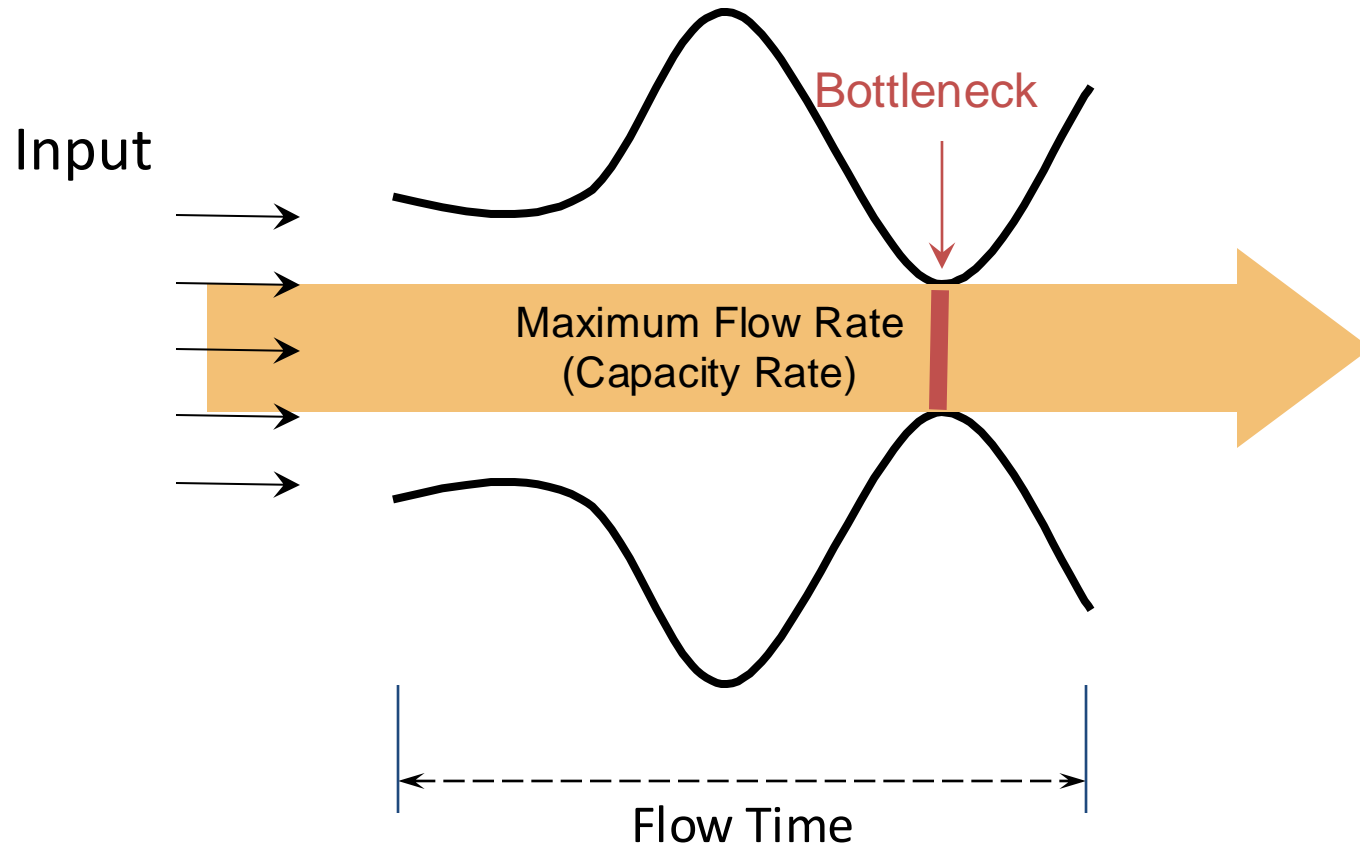 Bottleneck
Input
Maximum Flow Rate
(Capacity Rate)
Flow Time